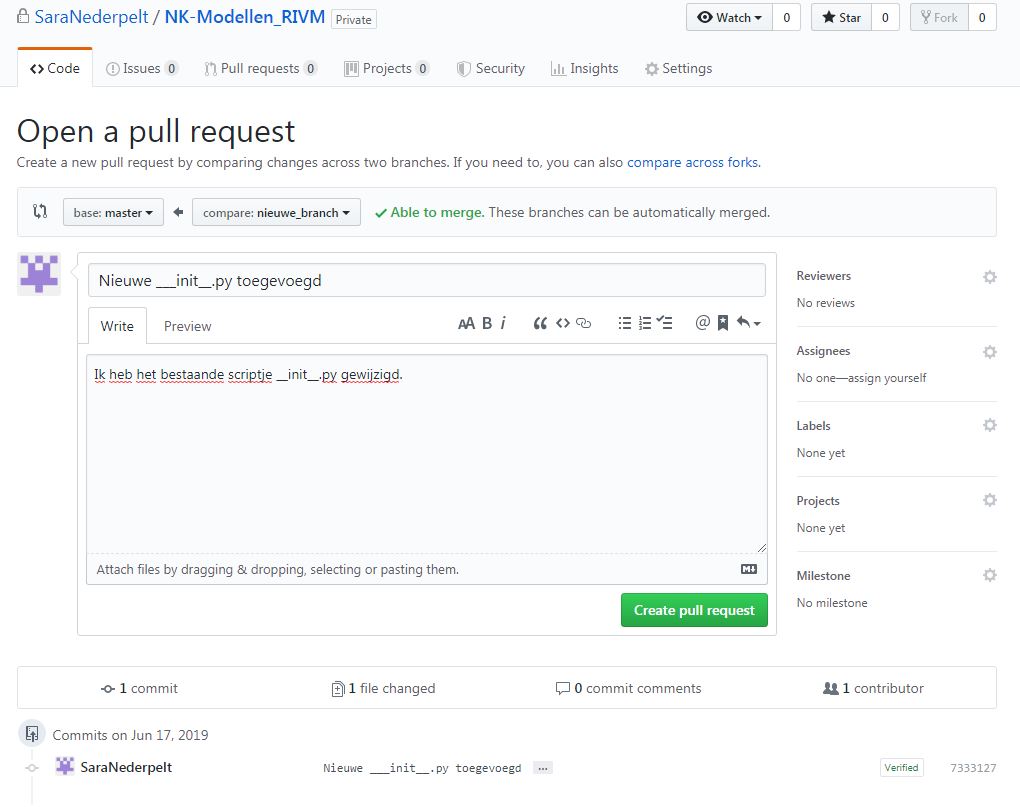 SaraNederpelt / NK-Modellen_RIVM Private
Watch 0 Star 0 Fork 0
Code Issues 0 Pull requests 0 Projects 0 Security Insights Settings
Open a pull request
Create a new pull request by comparing changes across two branches. If you need to, you can also compare across forks.
base: master compare: nieuwe_branch Able to merge. These branches can be automatically merged.
Nieuwe ___init__.py toegevoegd
Write Preview
Ik heb het bestaande scriptje __init__.py gewijzigd.
Attach files by dragging & dropping, selecting or pasting them.
Create pull request
Reviewers
No reviews
Assignees
No one—assign yourself
Labels
None yet
Projects
None yet
Milestone
No milestone
1 commit 1 file changed 0 commit comments 1 contributor
Commits on Jun 17, 2019
SaraNederpelt Nieuwe ___init__.py toegevoegd … Verified 7333127